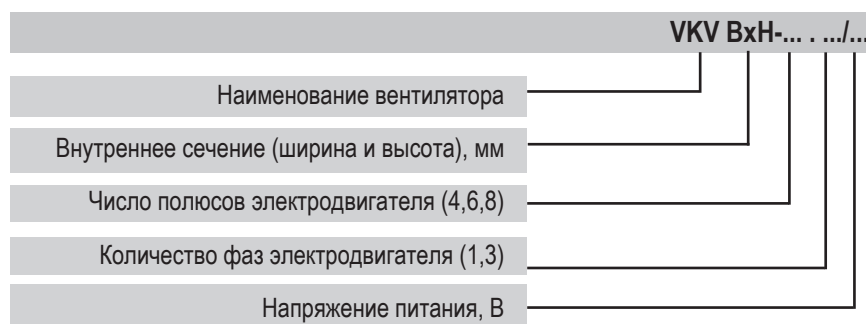 VKV BxH-... . .../...
Наименование вентилятора
Внутреннее сечение (ширина и высота), мм
Число полюсов электродвигателя (4,6,8)
Количество фаз электродвигателя (1,3)
Напряжение питания, В